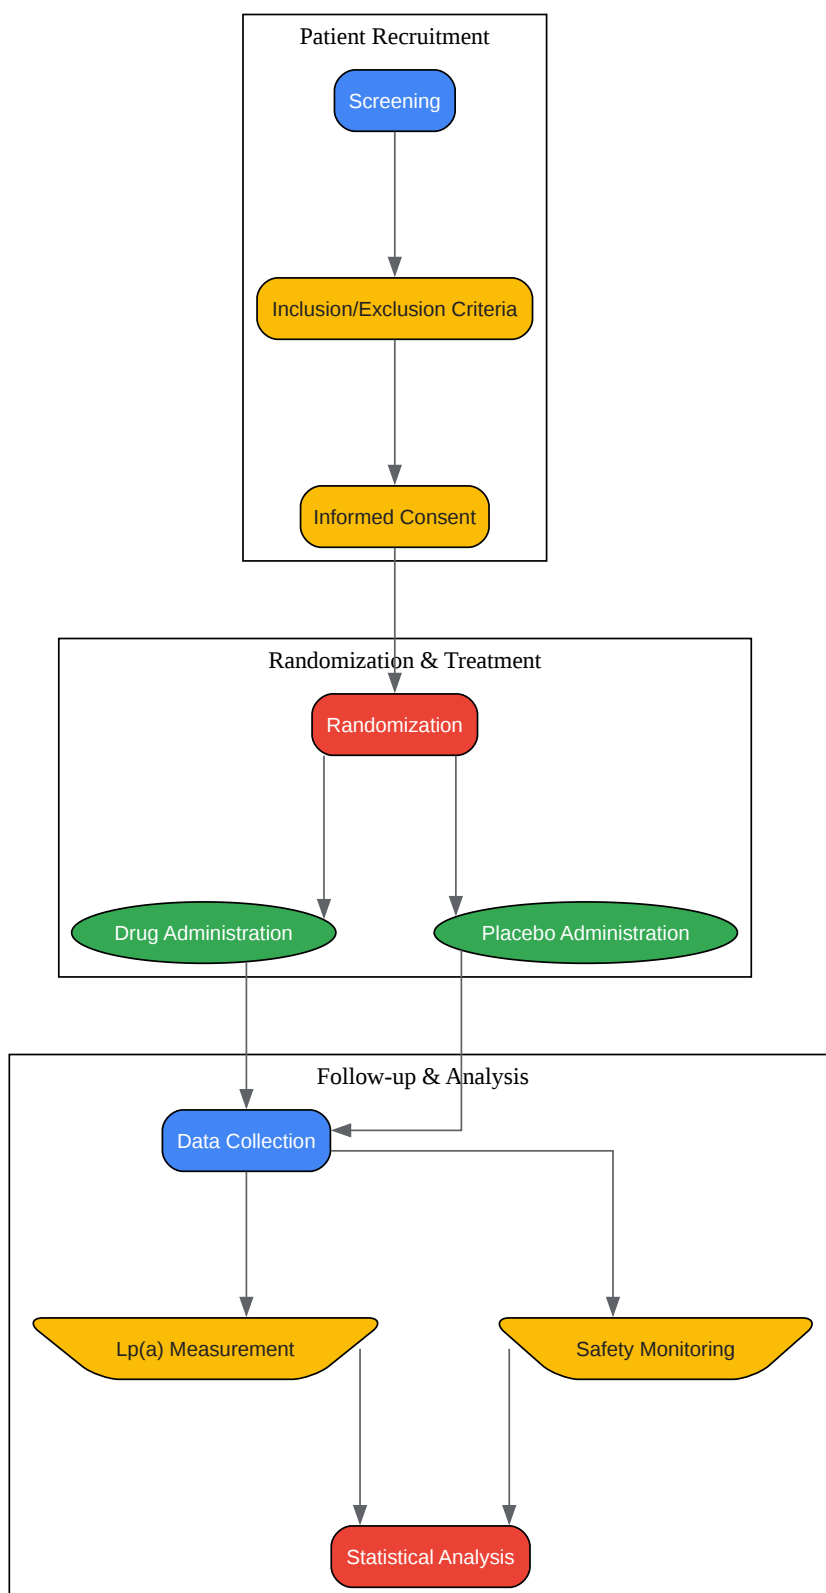 Patient Recruitment
Screening
Inclusion/Exclusion Criteria
Informed Consent
Randomization & Treatment
Randomization
Drug Administration
Placebo Administration
Follow-up & Analysis
Data Collection
Lp(a) Measurement
Safety Monitoring
Statistical Analysis